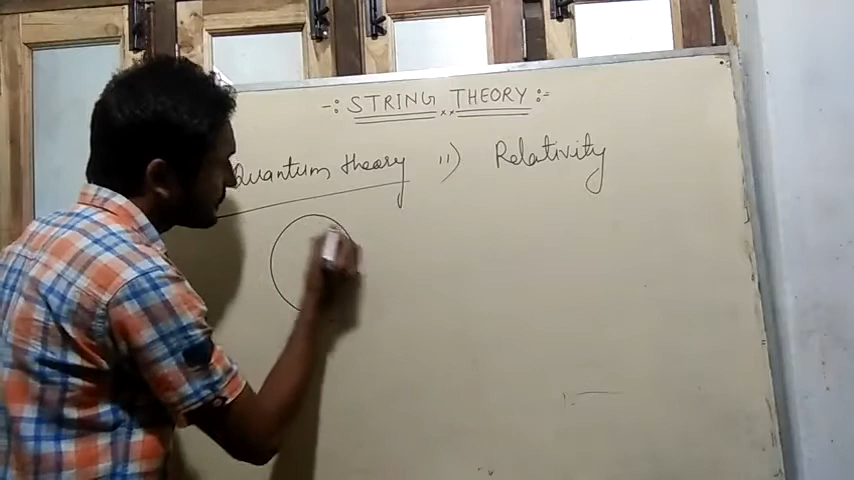 -: STRING THEORY :-
Quantum theory ii) Relativity